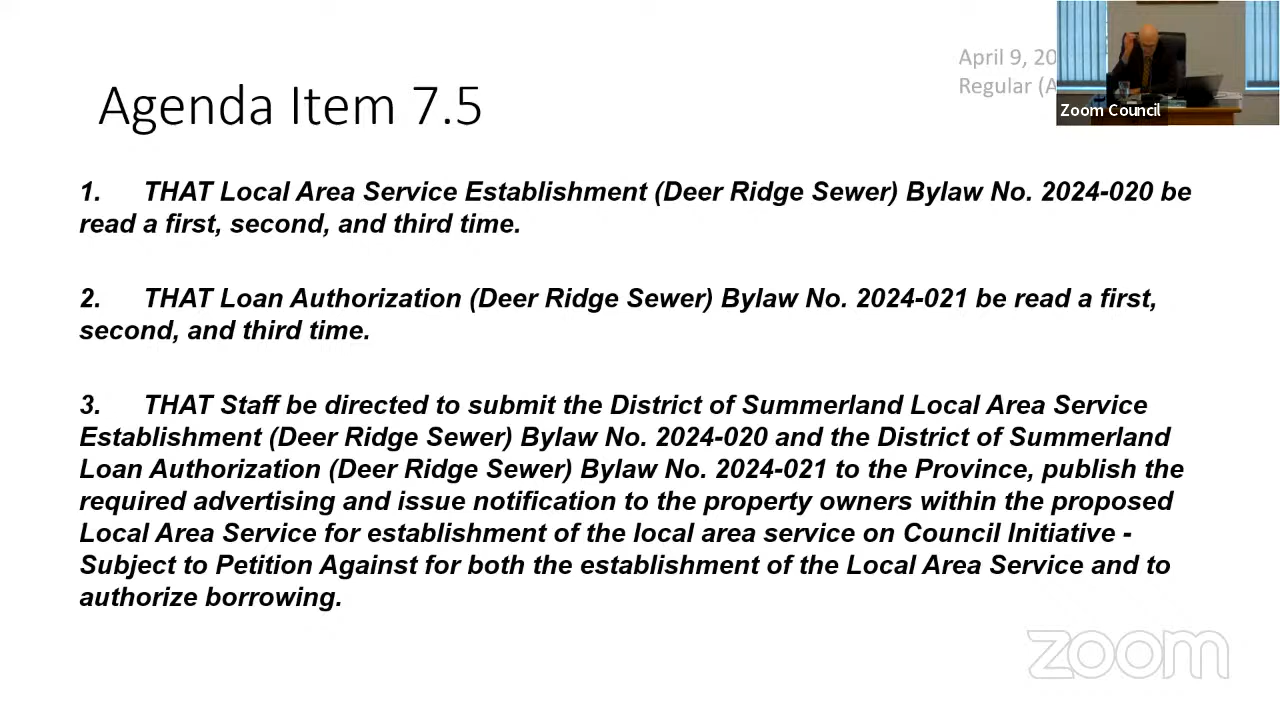 April 9, 20
Regular (A
Zoom Council
Agenda Item 7.5
1. THAT Local Area Service Establishment (Deer Ridge Sewer) Bylaw No. 2024-020 be
read a first, second, and third time.
2. THAT Loan Authorization (Deer Ridge Sewer) Bylaw No. 2024-021 be read a first,
second, and third time.
3. THAT Staff be directed to submit the District of Summerland Local Area Service
Establishment (Deer Ridge Sewer) Bylaw No. 2024-020 and the District of Summerland
Loan Authorization (Deer Ridge Sewer) Bylaw No. 2024-021 to the Province, publish the
required advertising and issue notification to the property owners within the proposed
Local Area Service for establishment of the local area service on Council Initiative -
Subject to Petition Against for both the establishment of the Local Area Service and to
authorize borrowing.
zoom